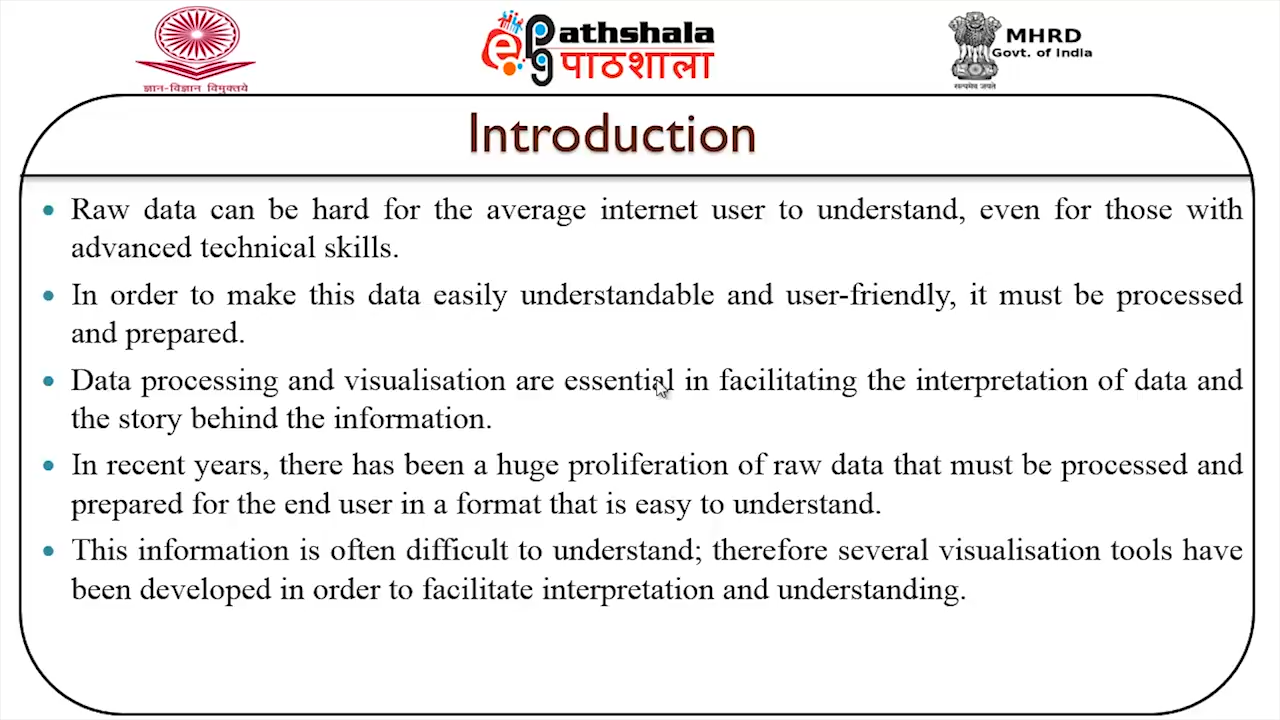 ज्ञान-विज्ञान विमुक्तये
e
Pathshala
पाठशाला
MHRD
Govt. of India
सत्यमेव जयते
Introduction
• Raw data can be hard for the average internet user to understand, even for those with
advanced technical skills.
• In order to make this data easily understandable and user-friendly, it must be processed
and prepared.
• Data processing and visualisation are essential in facilitating the interpretation of data and
the story behind the information.
• In recent years, there has been a huge proliferation of raw data that must be processed and
prepared for the end user in a format that is easy to understand.
• This information is often difficult to understand; therefore several visualisation tools have
been developed in order to facilitate interpretation and understanding.